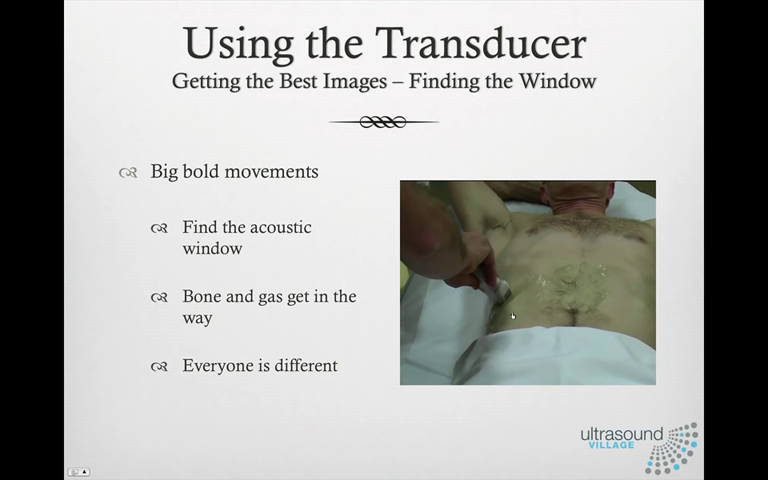 Using the Transducer
Getting the Best Images – Finding the Window
Big bold movements
Find the acoustic
window
Bone and gas get in the
way
Everyone is different
ultrasound
VILLAGE